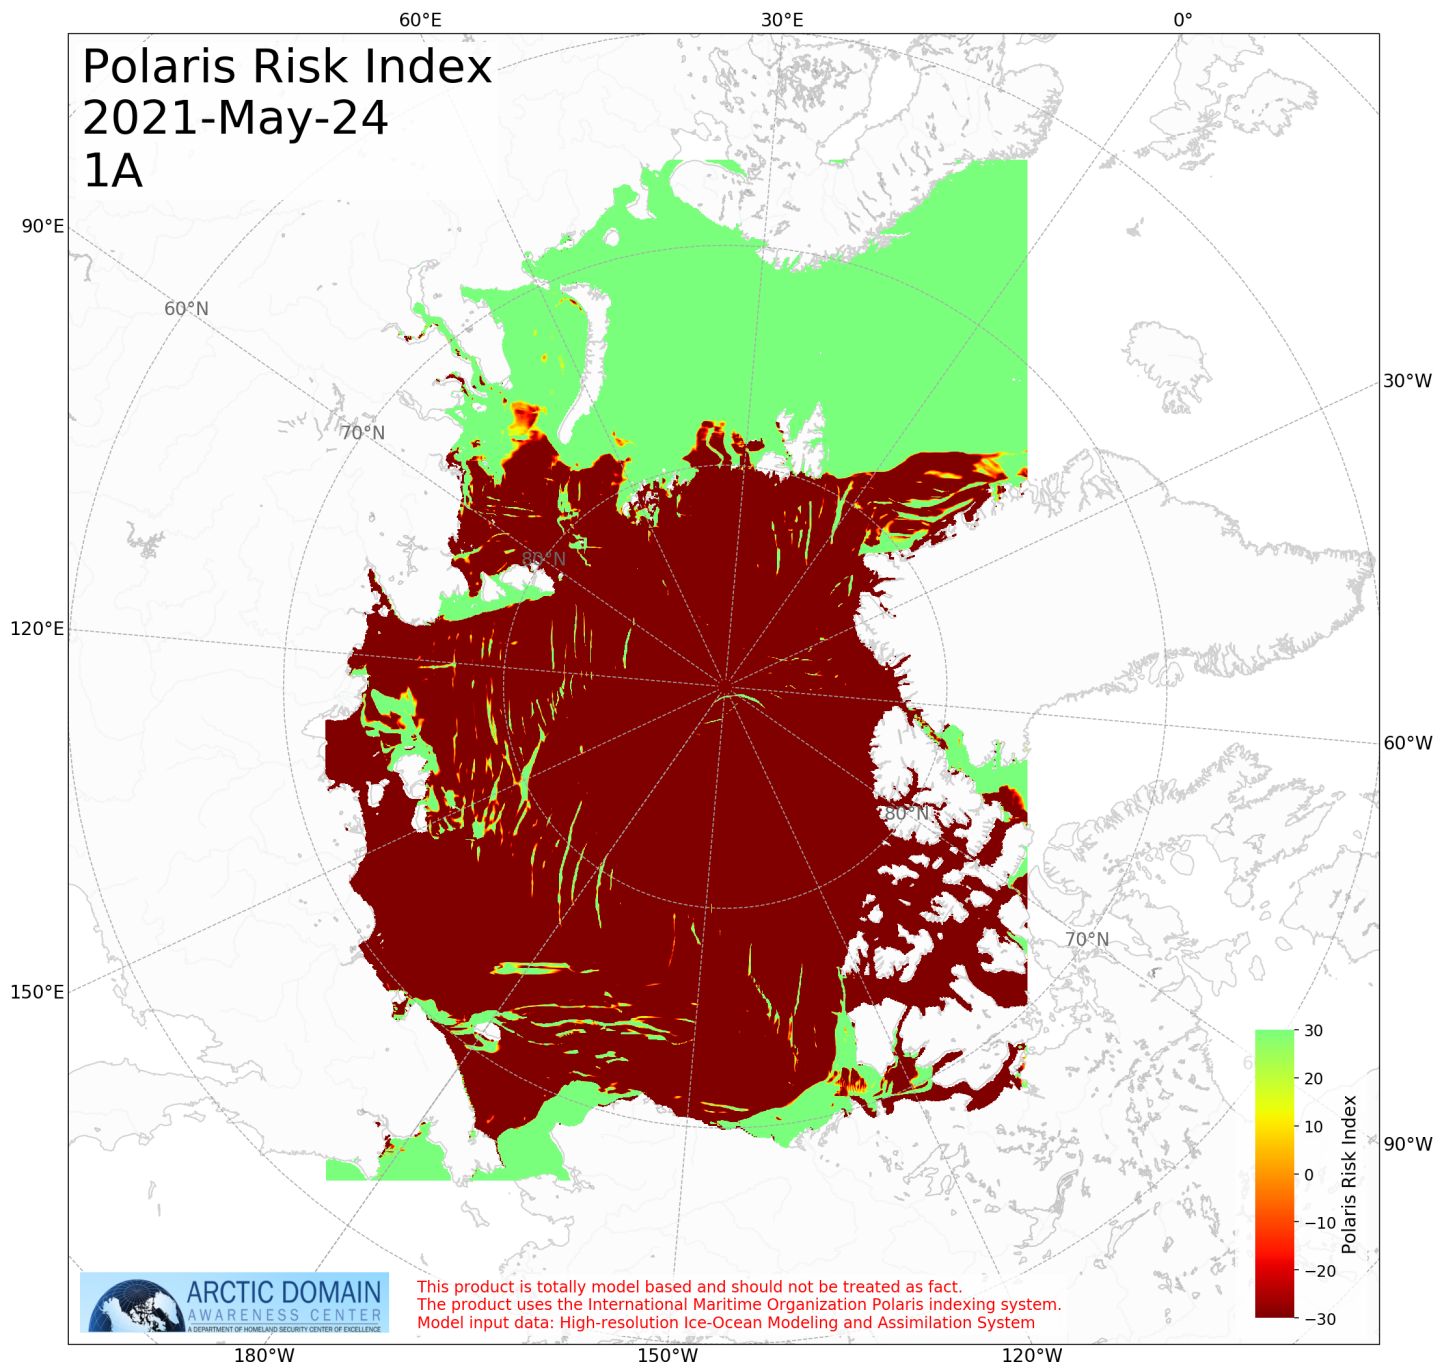 60°E 30°E 0°
Polaris Risk Index
2021-May-24
1A
90°E
60°N
30°W
70°N
80°N
120°E
60°W
80°N
70°N
150°E
30
20
10
0
−10
−20
−30
Polaris Risk Index
90°W
ARCTIC DOMAIN
AWARENESS CENTER
A DEPARTMENT OF HOMELAND SECURITY CENTER OF EXCELLENCE
This product is totally model based and should not be treated as fact.
The product uses the International Maritime Organization Polaris indexing system.
Model input data: High-resolution Ice-Ocean Modeling and Assimilation System
180°W 150°W 120°W